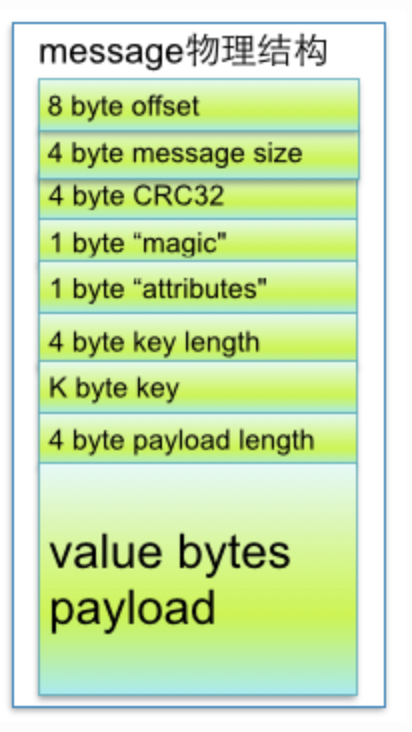 message物理结构
8 byte offset
4 byte message size
4 byte CRC32
1 byte “magic"
1 byte “attributes"
4 byte key length
K byte key
4 byte payload length
value bytes
payload